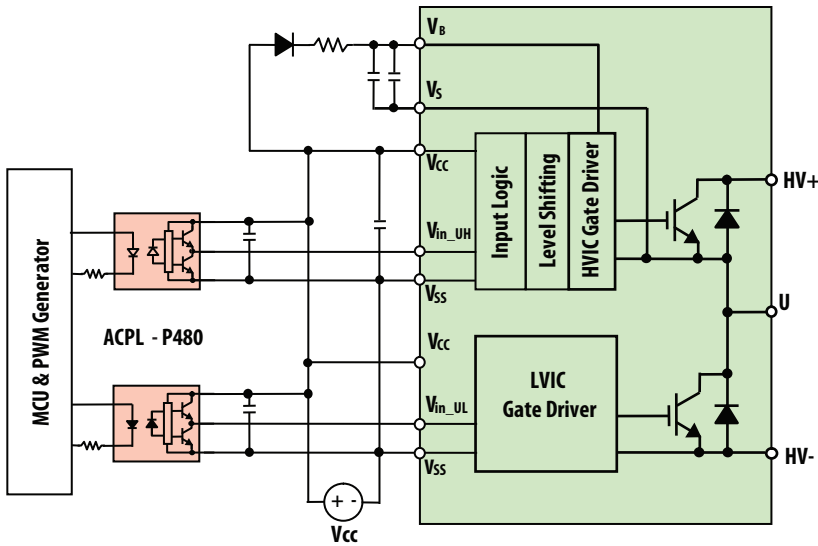 VB
VS
VCC
Vin_UH
VSS
Input Logic
Level Shifting
HVIC Gate Driver
HV+
U
MCU & PWM Generator
ACPL - P480
VCC
Vin_UL
VSS
LVIC
Gate Driver
HV-
+ -
Vcc